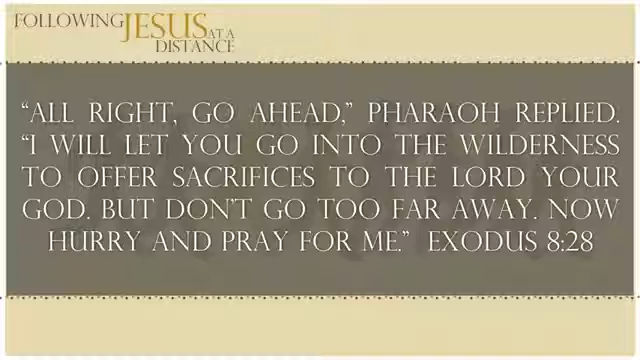 FOLLOWING JESUS AT A
DISTANCE
“ALL RIGHT, GO AHEAD,” PHARAOH REPLIED.
“I WILL LET YOU GO INTO THE WILDERNESS
TO OFFER SACRIFICES TO THE LORD YOUR
GOD. BUT DON'T GO TOO FAR AWAY. NOW
HURRY AND PRAY FOR ME.” EXODUS 8:28